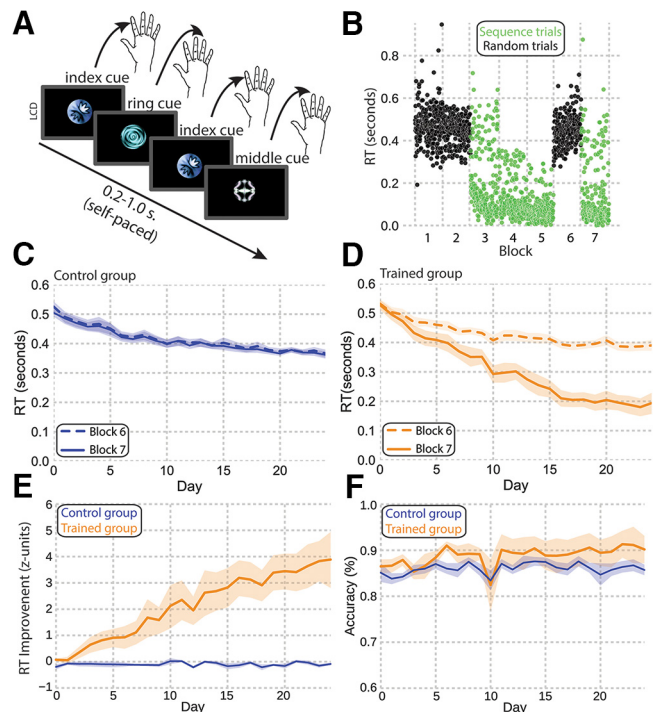 A
index cue
ring cue
index cue
middle cue
LCD
0.2-1.0 s.
(self-paced)
B
Sequence trials
Random trials
RT (seconds)
0.8
0.6
0.4
0.2
0.0
1 2 3 4 5 6 7
Block
C
Control group
RT (seconds)
0.6
0.5
0.4
0.3
0.2
0.1
0.0
Block 6
Block 7
0 5 10 15 20
Day
D
Trained group
RT(seconds)
0.6
0.5
0.4
0.3
0.2
0.1
0.0
Block 6
Block 7
0 5 10 15 20
Day
E
Control group
Trained group
RT Improvement (z-units)
6
5
4
3
2
1
0
−1
0 5 10 15 20
Day
F
Control group
Trained group
Accuracy (%)
1.0
0.9
0.8
0.7
0.6
0 5 10 15 20
Day